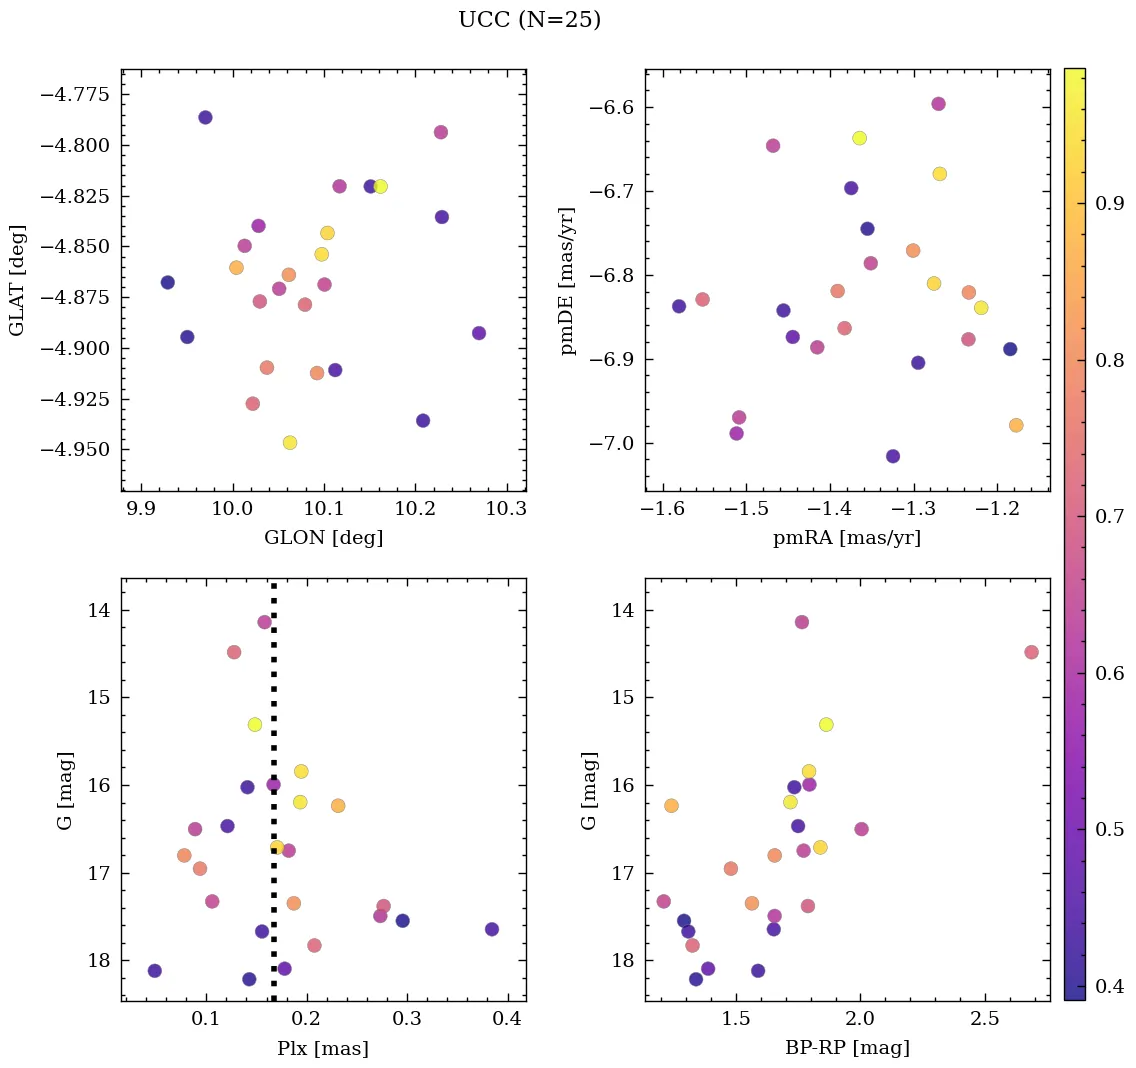 UCC (N=25)
−4.775
−4.800
−4.825
−4.850
−4.875
−4.900
−4.925
−4.950
GLAT [deg]
9.9 10.0 10.1 10.2 10.3
GLON [deg]
−6.6
−6.7
−6.8
−6.9
−7.0
pmDE [mas/yr]
−1.6 −1.5 −1.4 −1.3 −1.2
pmRA [mas/yr]
14
15
16
17
18
G [mag]
0.1 0.2 0.3 0.4
Plx [mas]
14
15
16
17
18
G [mag]
1.5 2.0 2.5
BP-RP [mag]
0.9
0.8
0.7
0.6
0.5
0.4